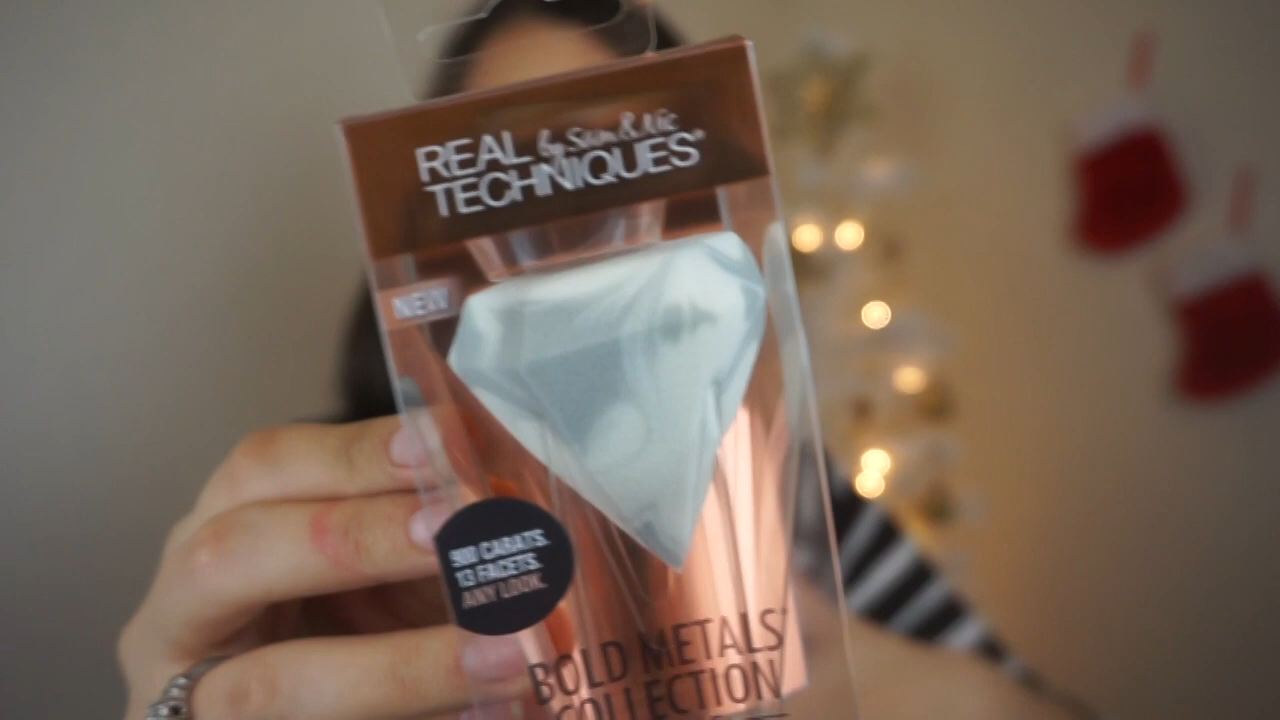 REAL by Sam & Nic
TECHNIQUES®
NEW
900 CARATS.
13 FACETS.
ANY LOOK.
BOLD METALS
COLLECTION